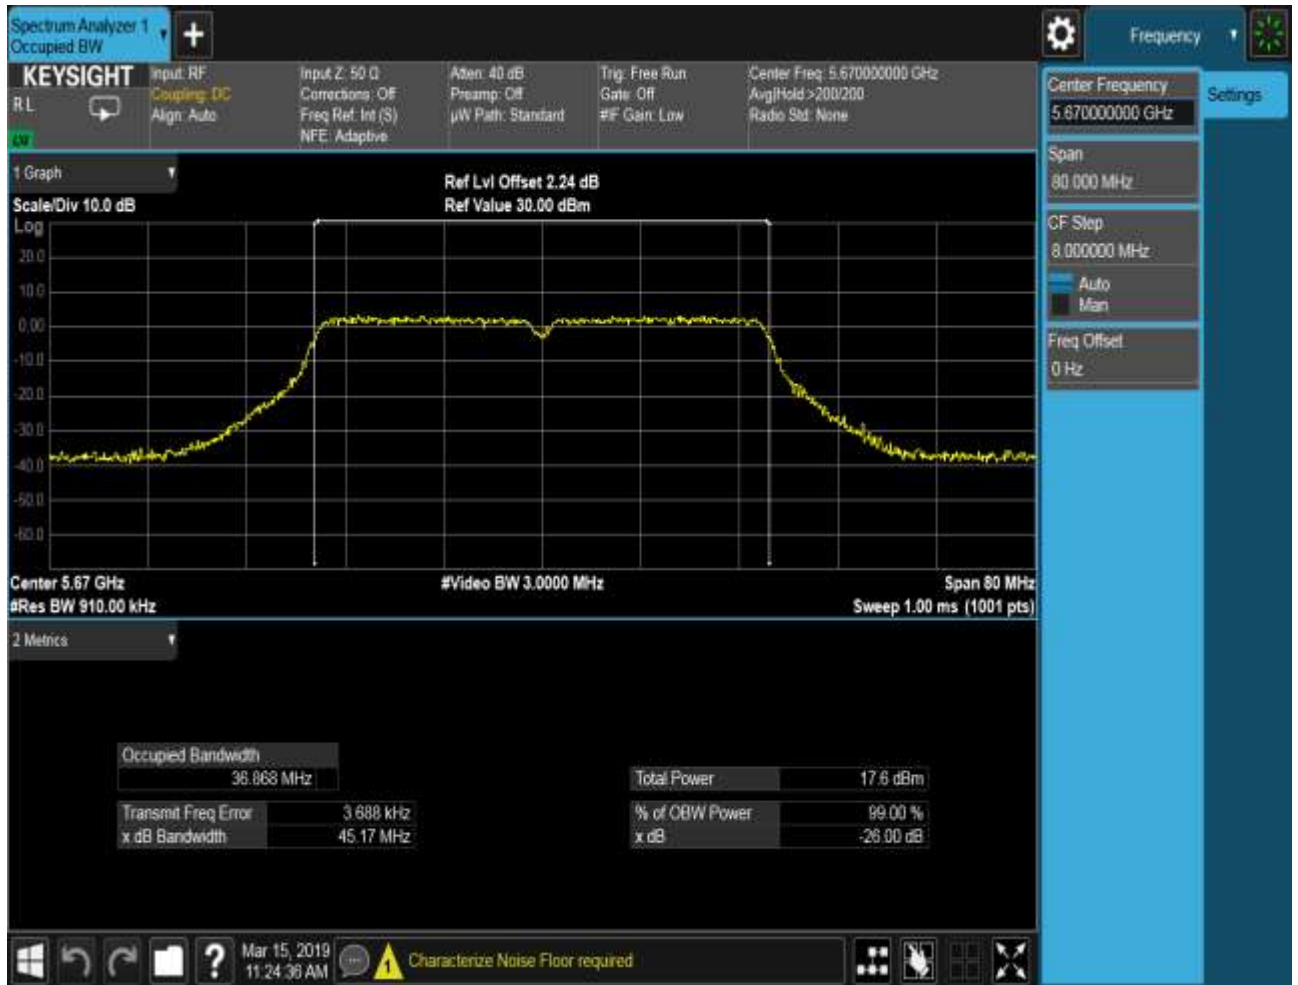 Spectrum Analyzer 1
Occupied BW
Frequency
KEYSIGHT
R L
Input: RF
Coupling: DC
Align: Auto
Input Z: 50 Ω
Corrections: Off
Freq Ref: Int (S)
NFE: Adaptive
Atten: 40 dB
Preamp: Off
µW Path: Standard
Trig: Free Run
Gate: Off
#IF Gain: Low
Center Freq: 5.670000000 GHz
Avg|Hold:>200/200
Radio Std: None
Center Frequency
5.670000000 GHz
Settings
Span
80.000 MHz
CF Step
8.000000 MHz
Auto
Man
Freq Offset
0 Hz
1 Graph
Scale/Div 10.0 dB
Ref Lvl Offset 2.24 dB
Ref Value 30.00 dBm
Log
20.0
10.0
0.00
-10.0
-20.0
-30.0
-40.0
-50.0
-60.0
Center 5.67 GHz
#Video BW 3.0000 MHz
Span 80 MHz
#Res BW 910.00 kHz
Sweep 1.00 ms (1001 pts)
2 Metrics
Occupied Bandwidth
36.868 MHz
Total Power 17.6 dBm
Transmit Freq Error 3.688 kHz
% of OBW Power 99.00 %
x dB Bandwidth 45.17 MHz
x dB -26.00 dB
Mar 15, 2019
11:24:36 AM
1
Characterize Noise Floor required